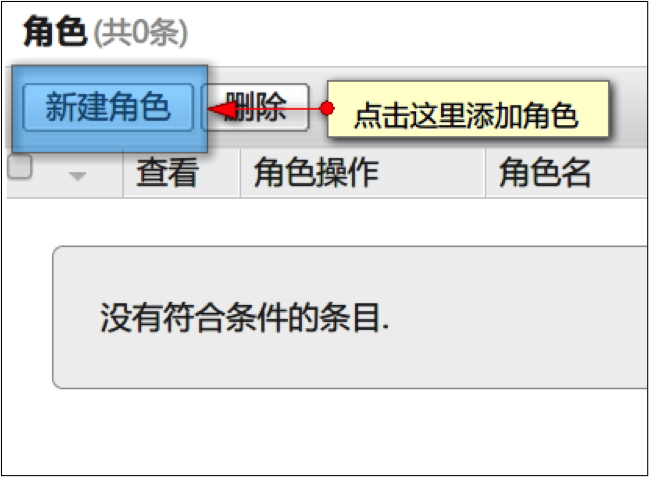 角色 (共0条)
新建角色 删除 点击这里添加角色
查看 角色操作 角色名
没有符合条件的条目.